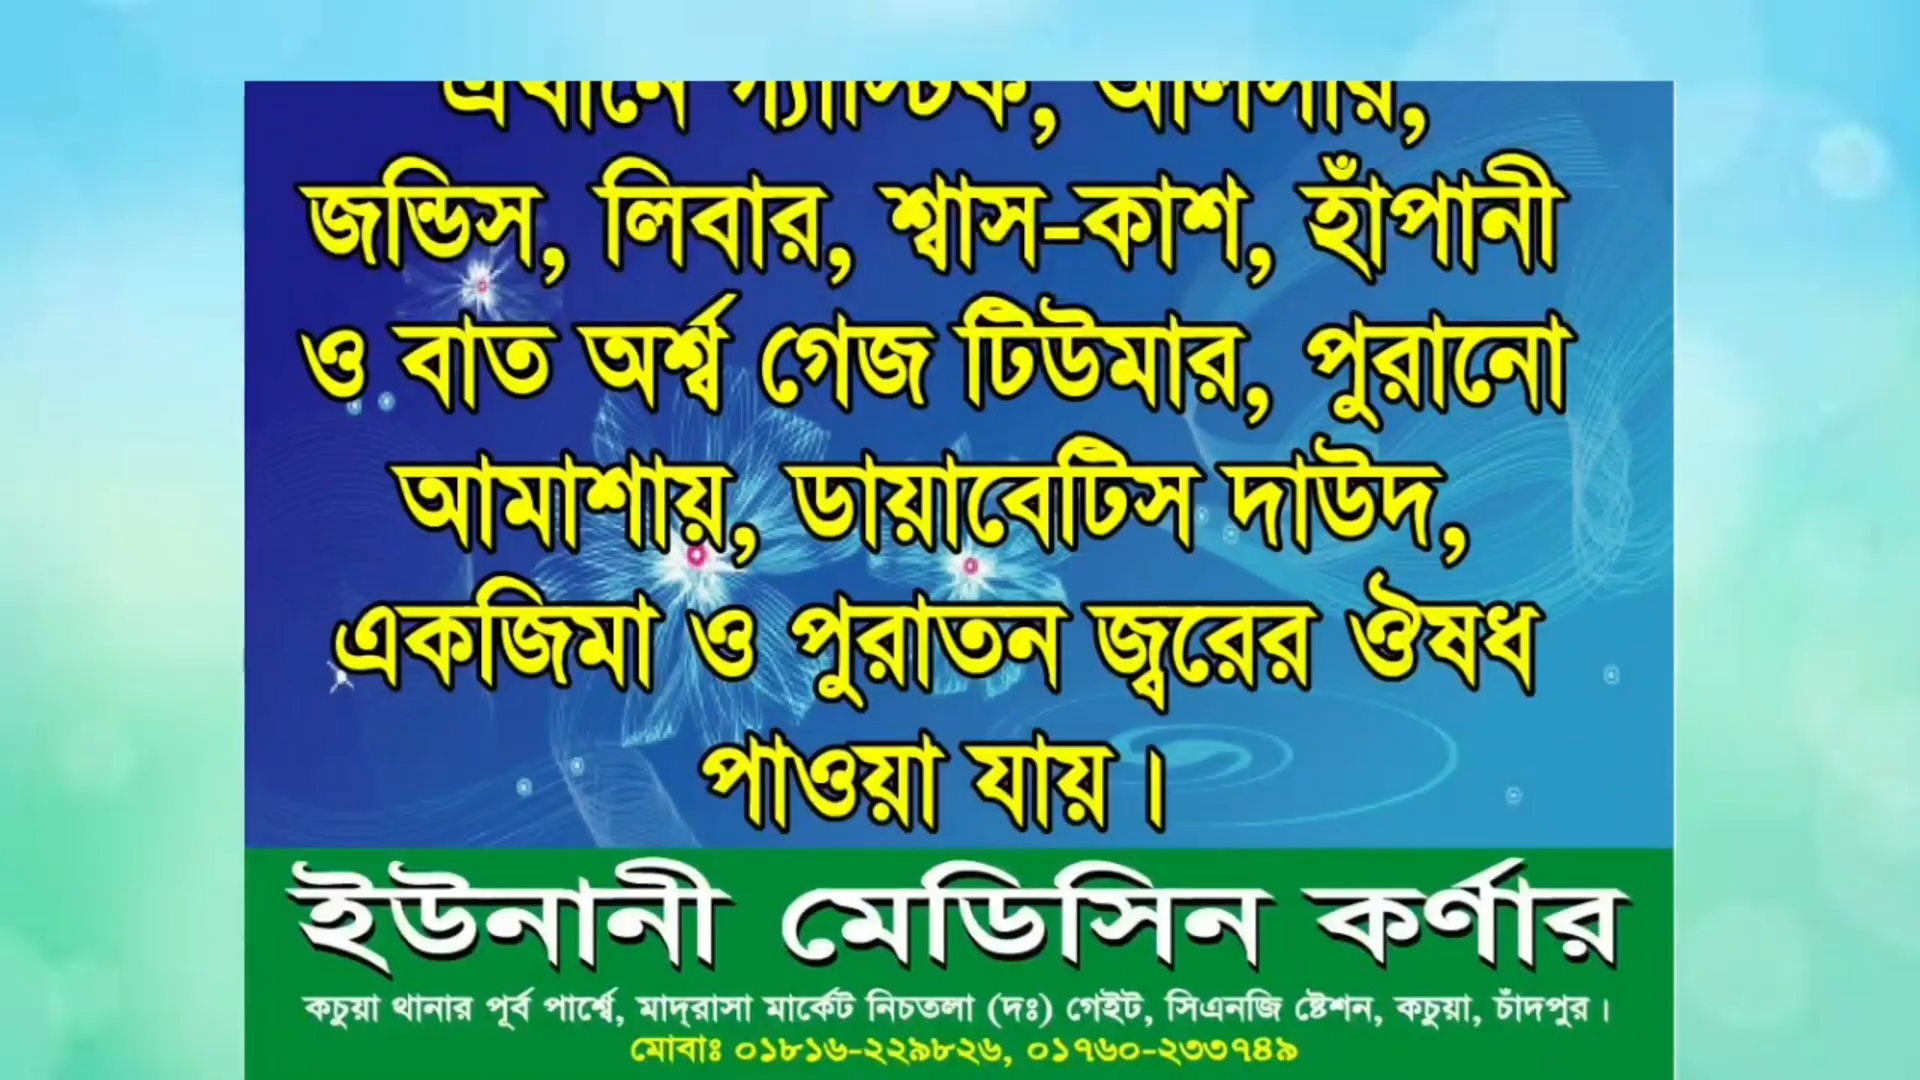 এখানে গ্যাস্টিক, আলসার,
জন্ডিস, লিবার, শ্বাস-কাশ, হাঁপানী
ও বাত অর্শ্ব গেজ টিউমার, পুরানো
আমাশায়, ডায়াবেটিস দাউদ,
একজিমা ও পুরাতন জ্বরের ঔষধ
পাওয়া যায়।
ইউনানী মেডিসিন কর্ণার
কচুয়া থানার পূর্ব পার্শ্বে, মাদ্‌রাসা মার্কেট নিচতলা (দঃ) গেইট, সিএনজি ষ্টেশন, কচুয়া, চাঁদপুর।
মোবাঃ ০১৮১৬-২২৯৮২৬, ০১৭৬০-২৩৩৭৪৯